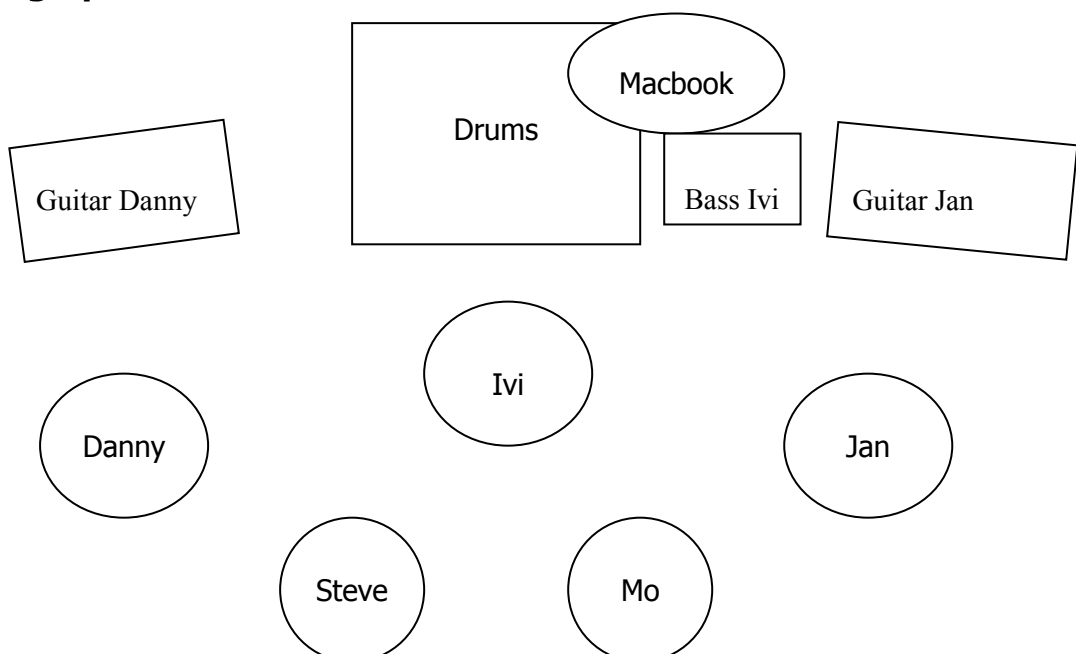 Macbook
Drums
Guitar Danny
Bass Ivi
Guitar Jan
Ivi
Danny
Jan
Steve
Mo